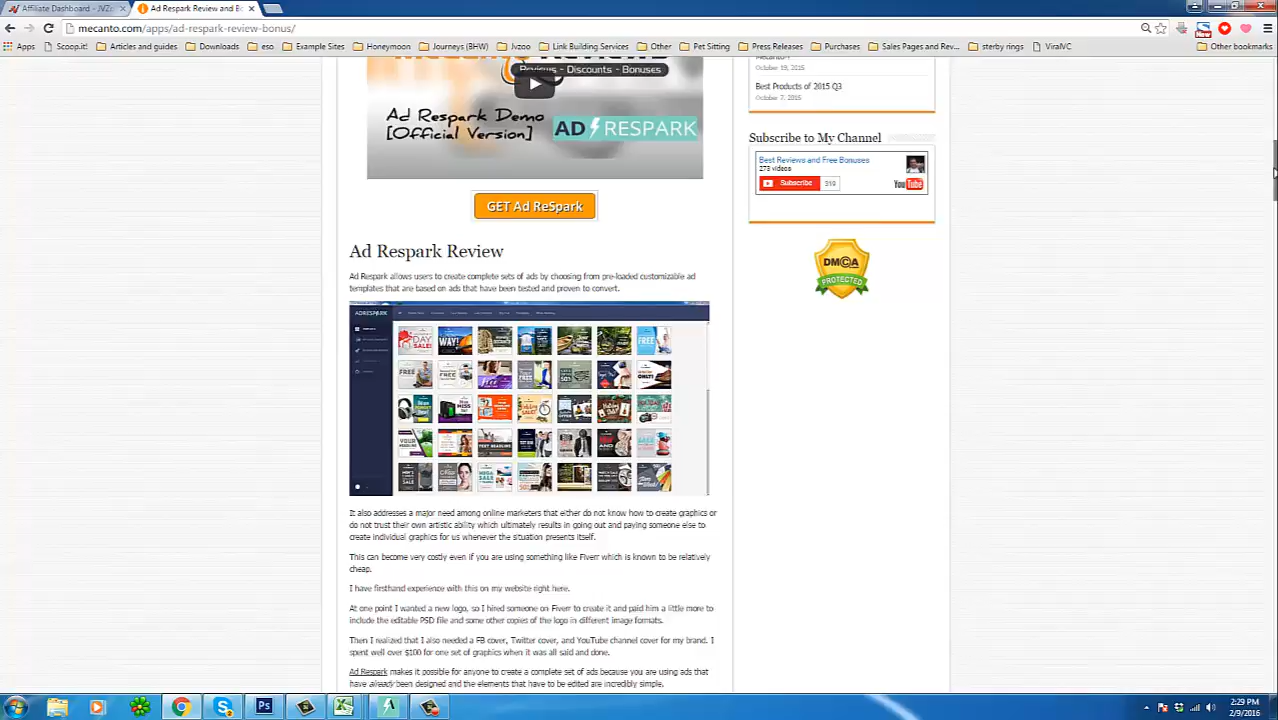 Affiliate Dashboard - JVZ
Ad Respark Review and B
mecanto.com/apps/ad-respark-review-bonus/
Apps
Scoop.it!
Articles and guides
Downloads
eso
Example Sites
Honeymoon
Journeys (BHW)
Jvzoo
Link Building Services
Other
Pet Sitting
Press Releases
Purchases
Sales Pages and Rev...
sterby rings
ViralVC
Other bookmarks
New
Reviews - Discounts - Bonuses
Ad Respark Demo
[Official Version]
AD RESPARK
GET Ad ReSpark
Ad Respark Review
Ad Respark allows users to create complete sets of ads by choosing from pre-loaded customizable ad
templates that are based on ads that have been tested and proven to convert.
ADRESPARK
It also addresses a major need among online marketers that either do not know how to create graphics or
do not trust their own artistic ability which ultimately results in going out and paying someone else to
create individual graphics for us whenever the situation presents itself.
This can become very costly even if you are using something like Fiverr which is known to be relatively
cheap.
I have firsthand experience with this on my website right here.
At one point I wanted a new logo, so I hired someone on Fiverr to create it and paid him a little more to
include the editable PSD file and some other copies of the logo in different image formats.
Then I realized that I also needed a FB cover, Twitter cover, and YouTube channel cover for my brand. I
spent well over $100 for one set of graphics when it was all said and done.
Ad Respark makes it possible for anyone to create a complete set of ads because you are using ads that
have already been designed and the elements that have to be edited are incredibly simple.
October 19, 2015
Best Products of 2015 Q3
October 7, 2015
Subscribe to My Channel
Best Reviews and Free Bonuses
273 videos
Subscribe
319
YouTube
DMCA
PROTECTED
2:29 PM
2/9/2016